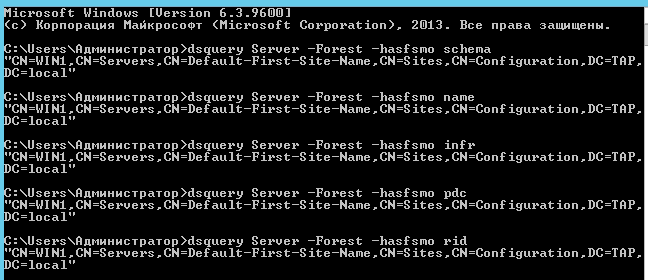 Microsoft Windows [Version 6.3.9600]
(c) Корпорация Майкрософт (Microsoft Corporation), 2013. Все права защищены.
C:\Users\Администратор>dsquery Server -Forest -hasfsmo schema
"CN=WIN1,CN=Servers,CN=Default-First-Site-Name,CN=Sites,CN=Configuration,DC=TAP,
DC=local"
C:\Users\Администратор>dsquery Server -Forest -hasfsmo name
"CN=WIN1,CN=Servers,CN=Default-First-Site-Name,CN=Sites,CN=Configuration,DC=TAP,
DC=local"
C:\Users\Администратор>dsquery Server -Forest -hasfsmo infr
"CN=WIN1,CN=Servers,CN=Default-First-Site-Name,CN=Sites,CN=Configuration,DC=TAP,
DC=local"
C:\Users\Администратор>dsquery Server -Forest -hasfsmo pdc
"CN=WIN1,CN=Servers,CN=Default-First-Site-Name,CN=Sites,CN=Configuration,DC=TAP,
DC=local"
C:\Users\Администратор>dsquery Server -Forest -hasfsmo rid
"CN=WIN1,CN=Servers,CN=Default-First-Site-Name,CN=Sites,CN=Configuration,DC=TAP,
DC=local"